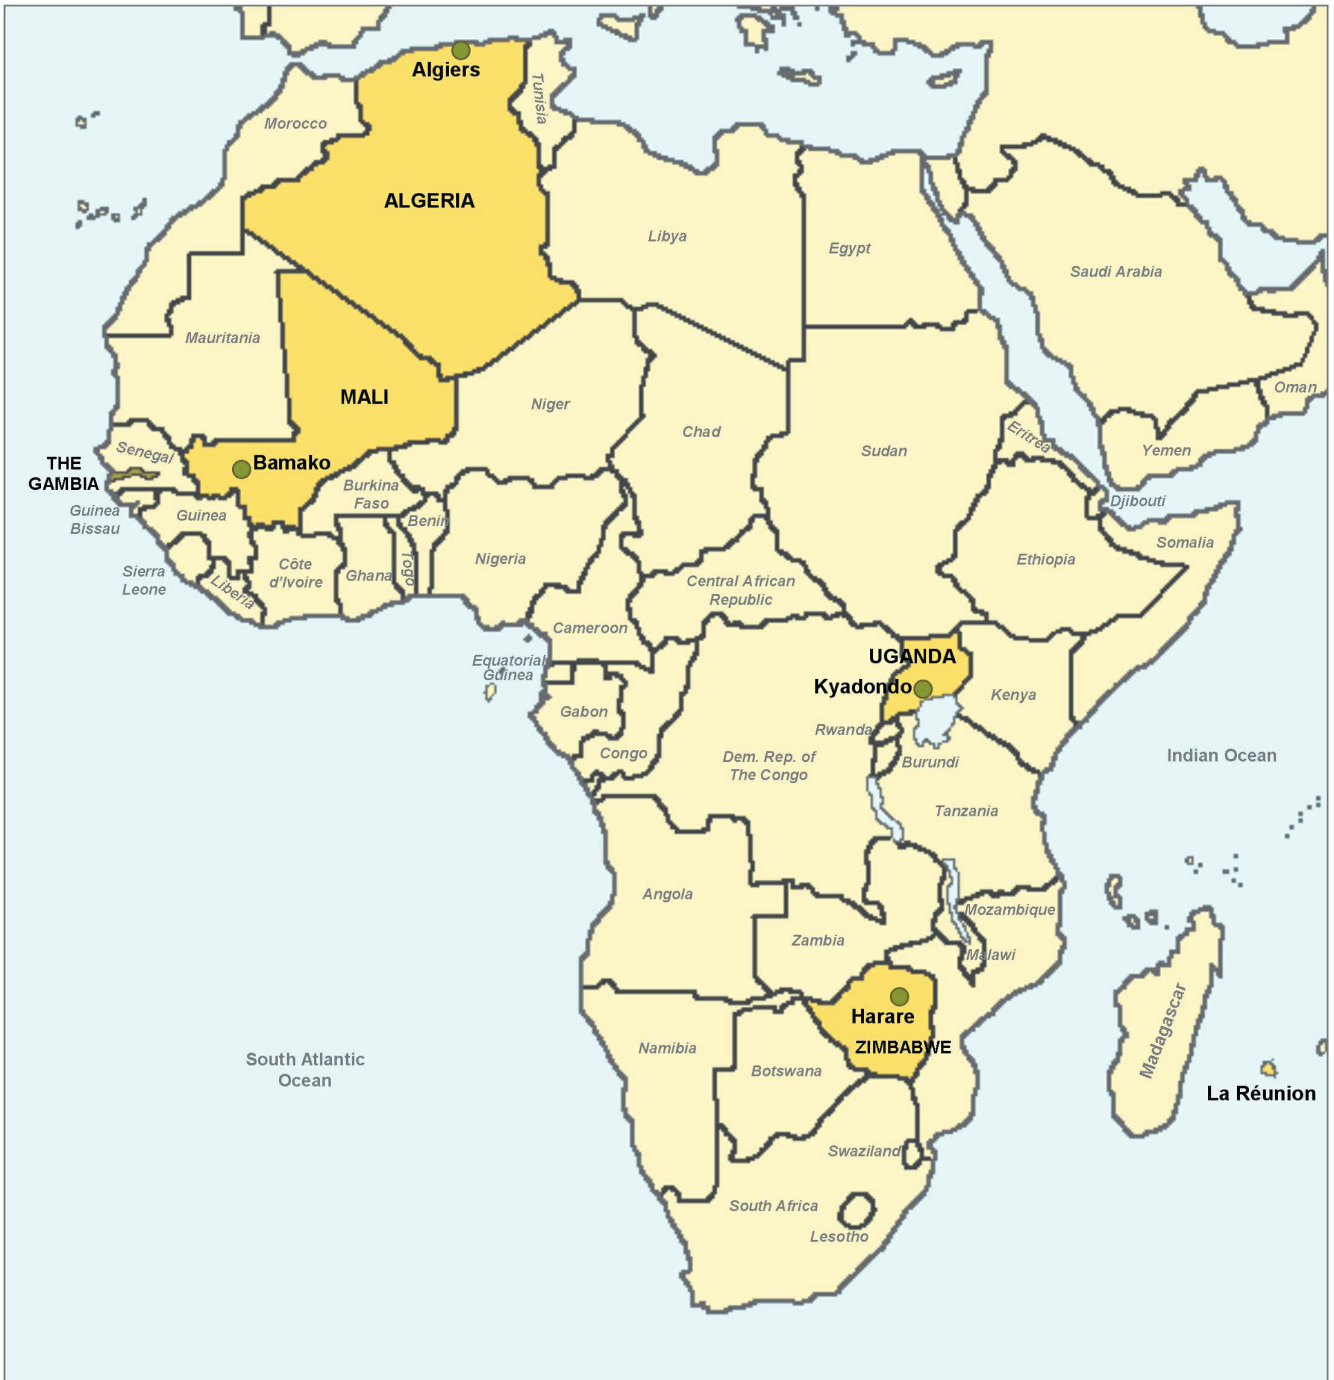 Algiers
Tunisia
Morocco
ALGERIA
Libya
Egypt
Saudi Arabia
Mauritania
MALI
Niger
Oman
Chad
Eritrea
Sudan
Yemen
Senegal
Bamako
THE
GAMBIA
Burkina
Faso
Djibouti
Guinea
Bissau
Guinea
Benin
Somalia
Nigeria
Ethiopia
Côte
d'Ivoire
Ghana
Togo
Sierra
Leone
Liberia
Central African
Republic
Cameroon
UGANDA
Equatorial
Guinea
Kyadondo
Kenya
Gabon
Rwanda
Congo
Dem. Rep. of
The Congo
Burundi
Indian Ocean
Tanzania
Angola
Mozambique
Zambia
Malawi
Harare
Madagascar
ZIMBABWE
Namibia
South Atlantic
Ocean
Botswana
La Réunion
Swaziland
South Africa
Lesotho